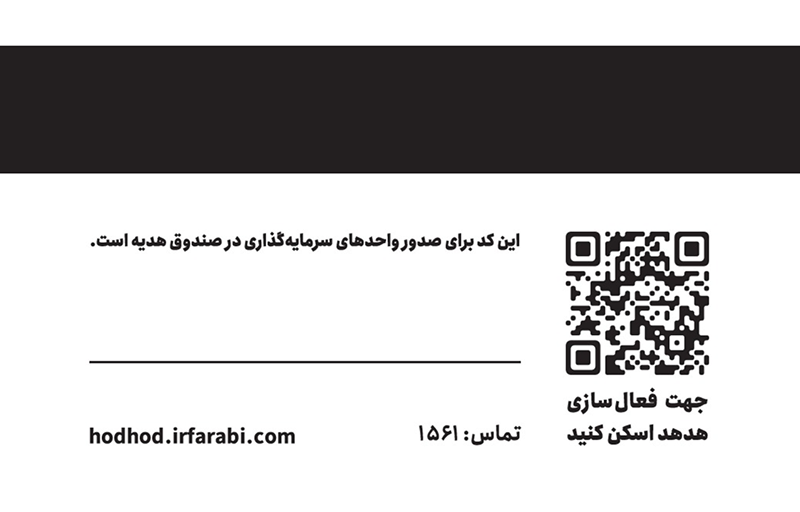 این کد برای صدور واحدهای سرمایه‌گذاری در صندوق هدیه است.
جهت فعال سازی
هدهد اسکن کنید
تماس: ۱۵۶۱
hodhod.irfarabi.com